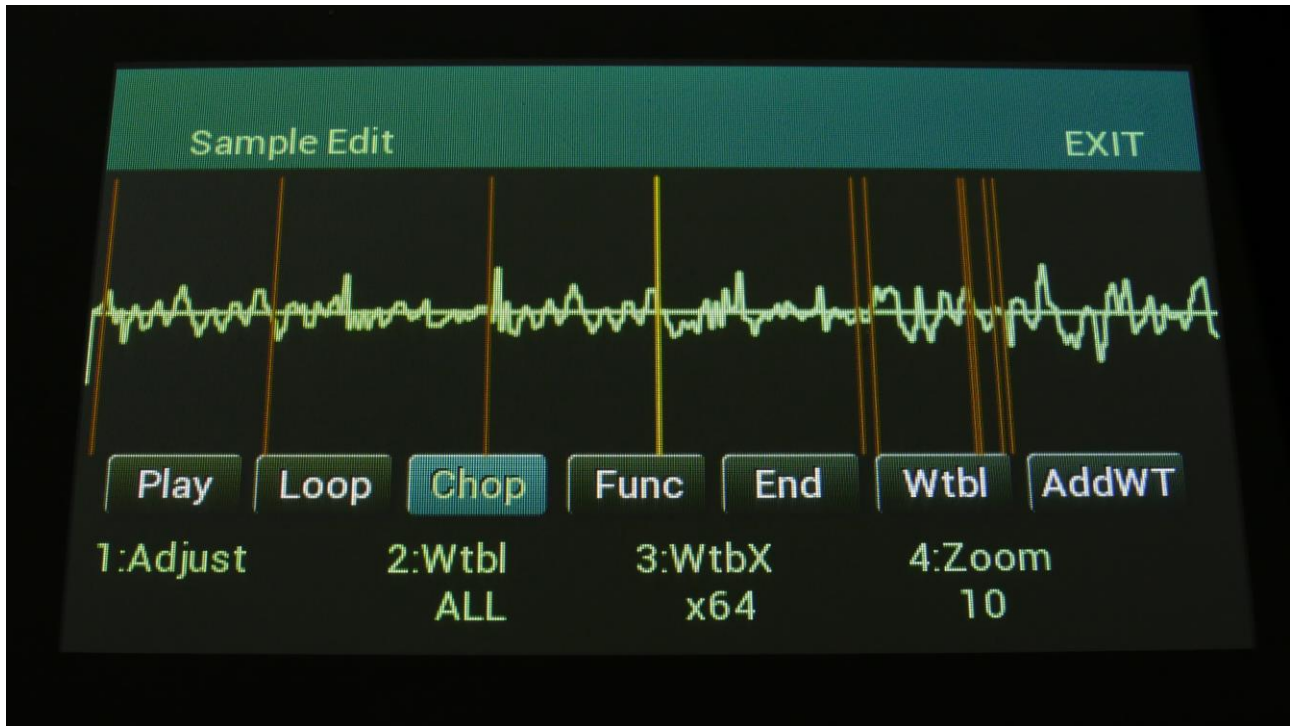 Sample Edit EXIT
Play Loop Chop Func End Wtbl AddWT
1:Adjust 2:Wtbl 3:WtbX 4:Zoom
ALL x64 10